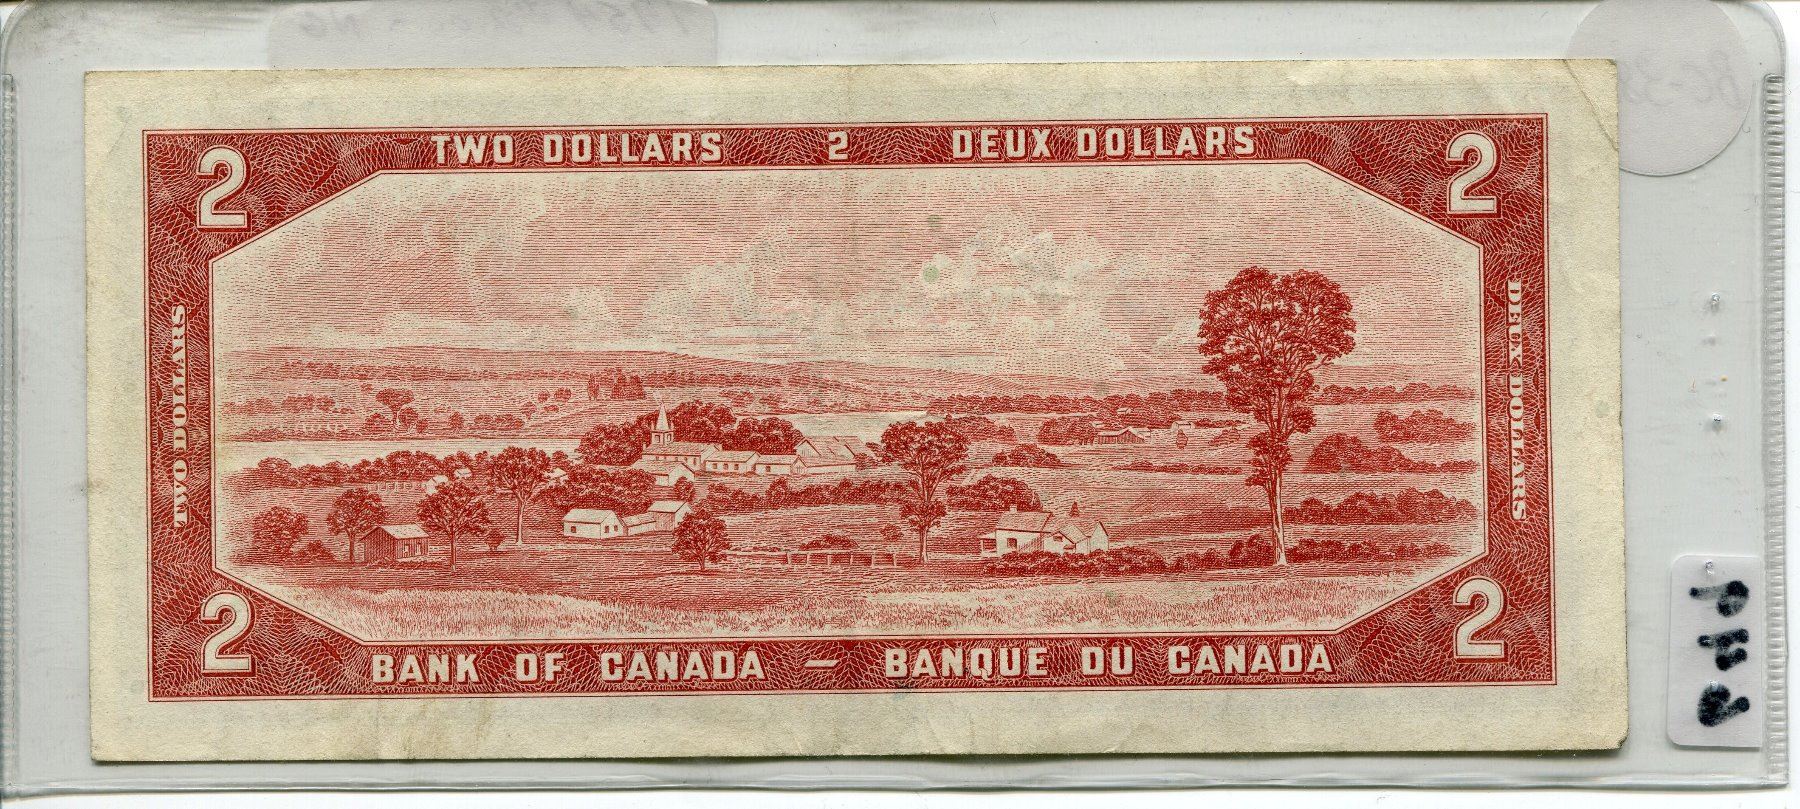 TWO DOLLARS 2 DEUX DOLLARS
2
2
TWO DOLLARS
DEUX DOLLARS
2
2
BANK OF CANADA — BANQUE DU CANADA